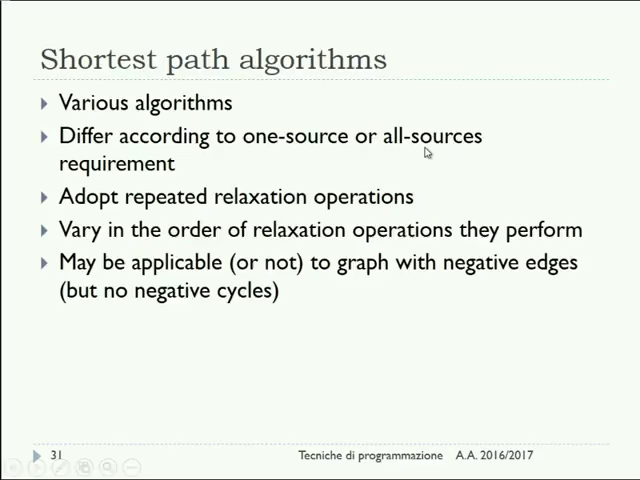 Shortest path algorithms
Various algorithms
Differ according to one-source or all-sources
requirement
Adopt repeated relaxation operations
Vary in the order of relaxation operations they perform
May be applicable (or not) to graph with negative edges
(but no negative cycles)
31
Tecniche di programmazione A.A. 2016/2017